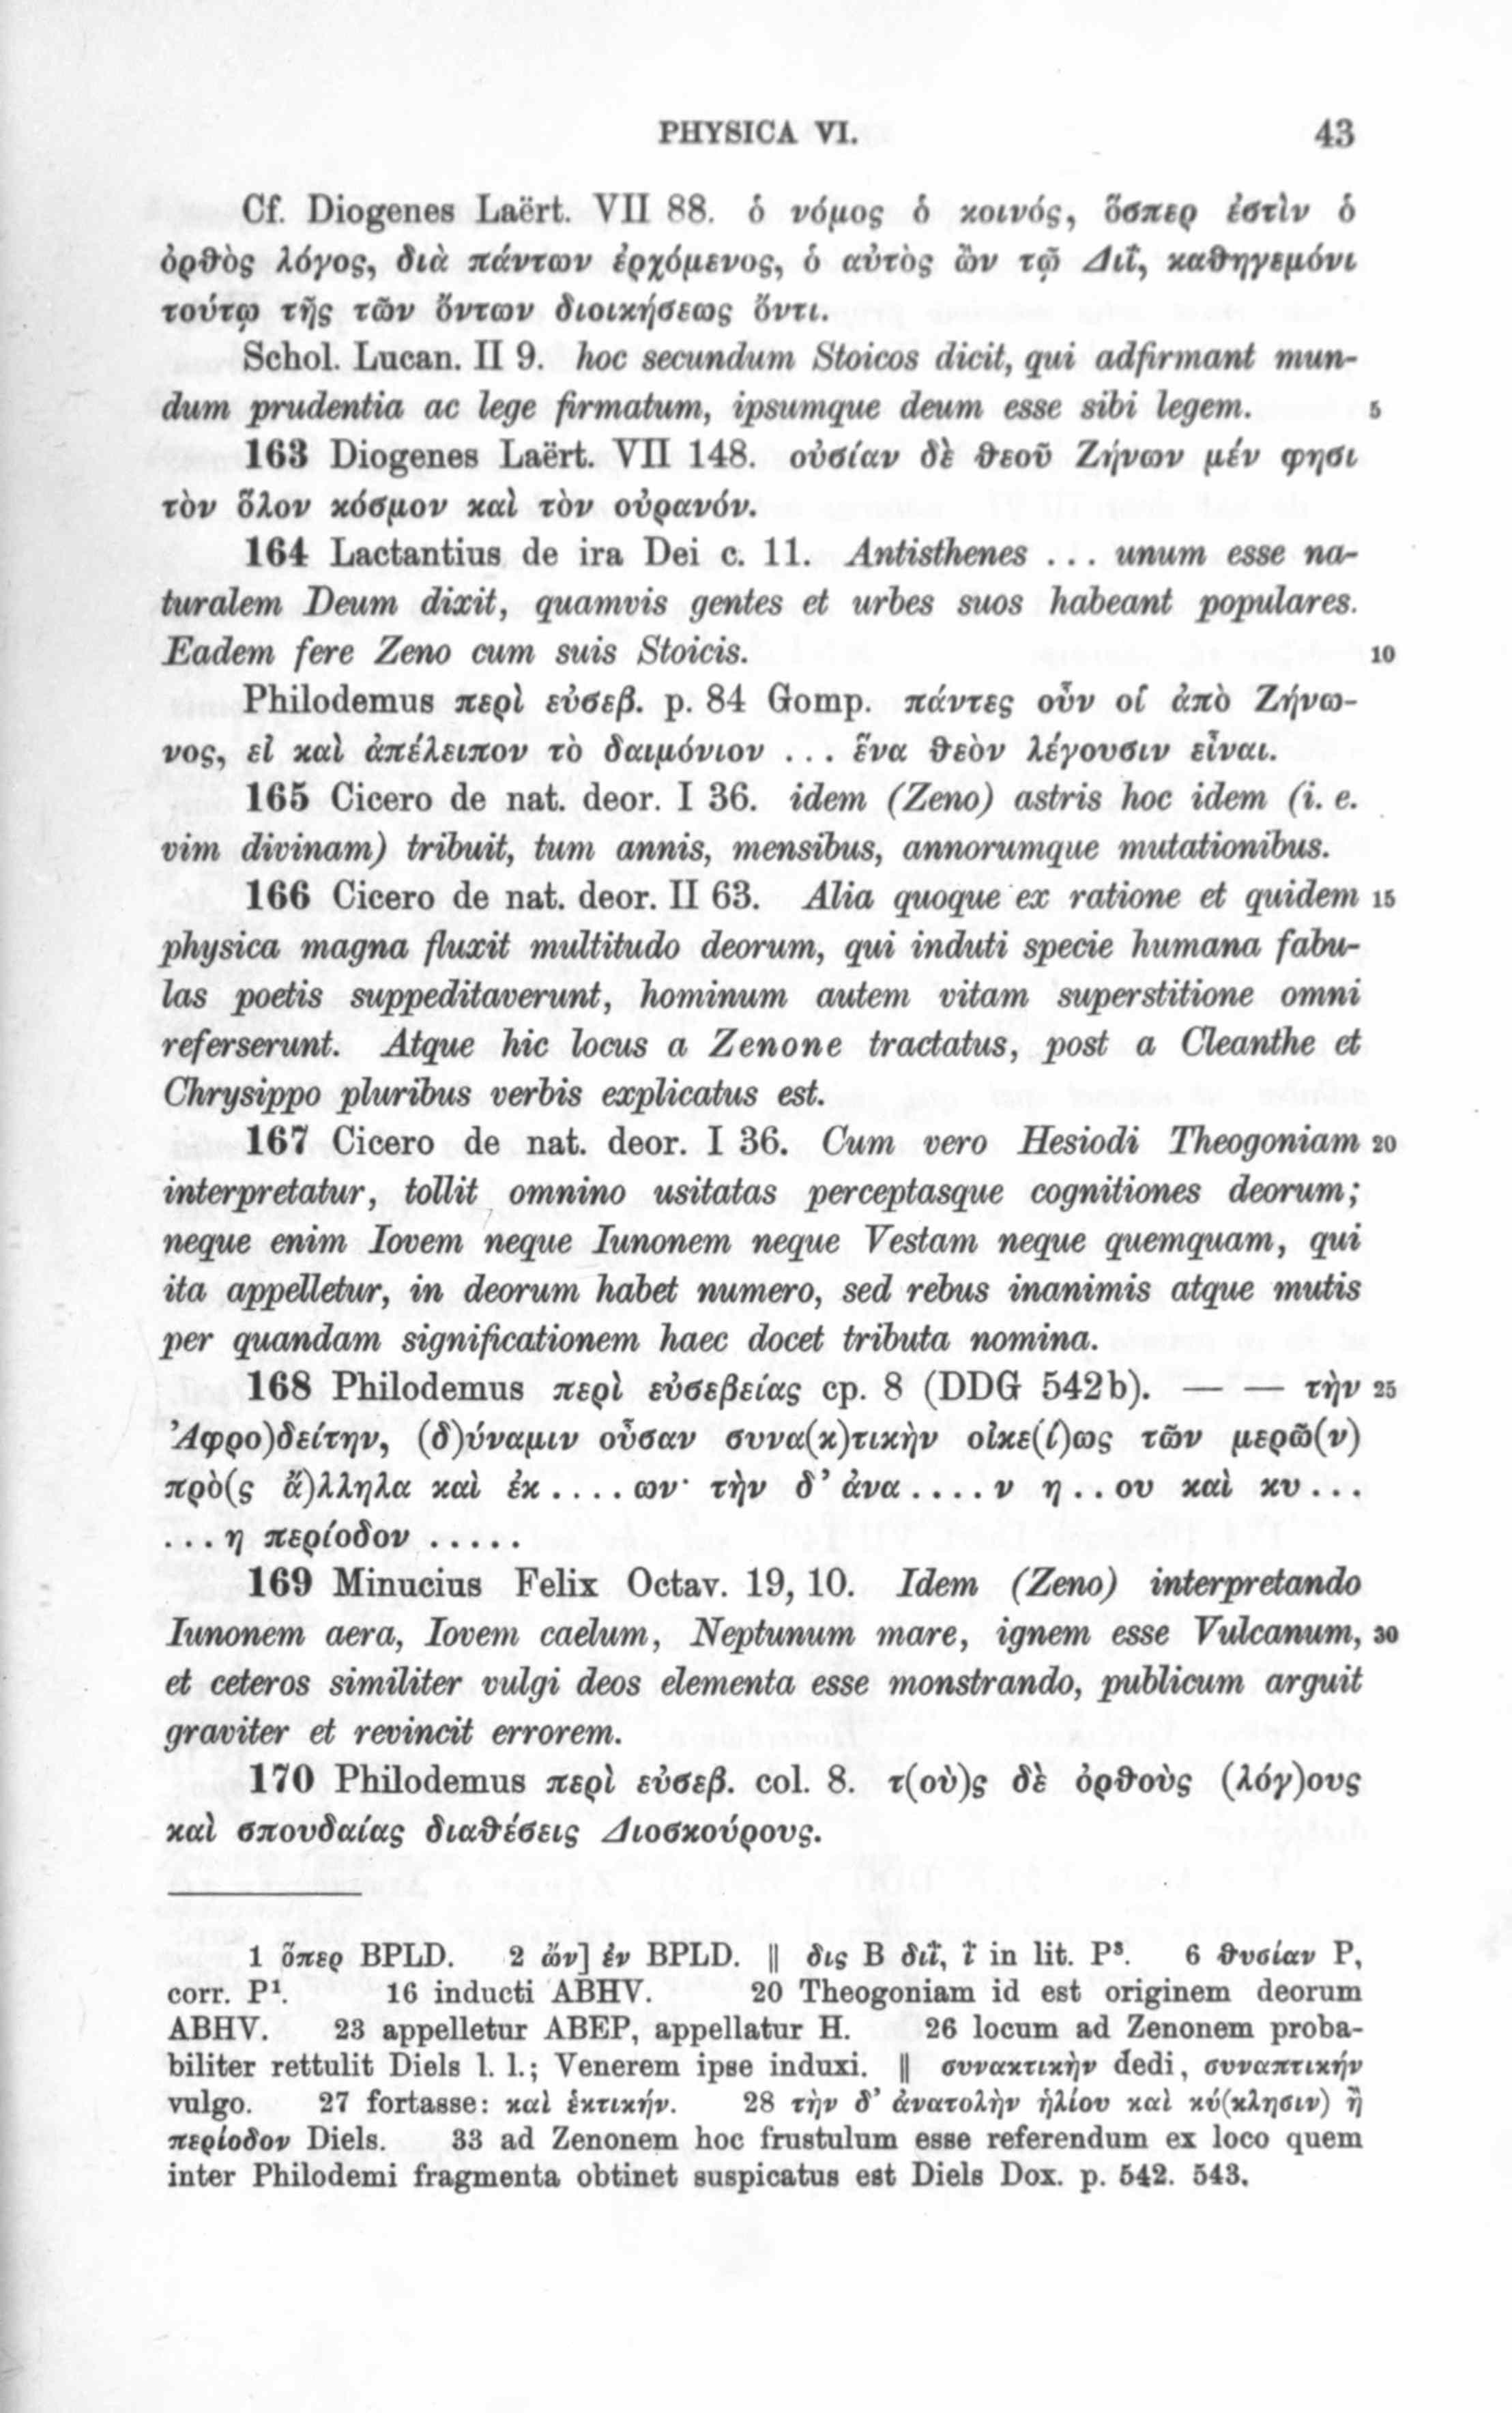 PHYSICA VI. 43
Cf. Diogenes Laërt. VII 88. ὁ νόμος ὁ κοινός, ὅσπερ ἐστὶν ὁ
ὀρθὸς λόγος, διὰ πάντων ἐρχόμενος, ὁ αὐτὸς ὢν τῷ Διΐ, καθηγεμόνι
τούτῳ τῆς τῶν ὄντων διοικήσεως ὄντι.
Schol. Lucan. II 9. hoc secundum Stoicos dicit, qui adfirmant mun-
dum prudentia ac lege firmatum, ipsumque deum esse sibi legem. 5
163 Diogenes Laërt. VII 148. οὐσίαν δὲ θεοῦ Ζήνων μέν φησι
τὸν ὅλον κόσμον καὶ τὸν οὐρανόν.
164 Lactantius de ira Dei c. 11. Antisthenes ... unum esse na-
turalem Deum dixit, quamvis gentes et urbes suos habeant populares.
Eadem fere Zeno cum suis Stoicis. 10
Philodemus περὶ εὐσεβ. p. 84 Gomp. πάντες οὖν οἱ ἀπὸ Ζήνω-
νος, εἰ καὶ ἀπέλειπον τὸ δαιμόνιον ... ἕνα θεὸν λέγουσιν εἶναι.
165 Cicero de nat. deor. I 36. idem (Zeno) astris hoc idem (i. e.
vim divinam) tribuit, tum annis, mensibus, annorumque mutationibus.
166 Cicero de nat. deor. II 63. Alia quoque ex ratione et quidem 15
physica magna fluxit multitudo deorum, qui induti specie humana fabu-
las poetis suppeditaverunt, hominum autem vitam superstitione omni
referserunt. Atque hic locus a Zenone tractatus, post a Cleanthe et
Chrysippo pluribus verbis explicatus est.
167 Cicero de nat. deor. I 36. Cum vero Hesiodi Theogoniam 20
interpretatur, tollit omnino usitatas perceptasque cognitiones deorum;
neque enim Iovem neque Iunonem neque Vestam neque quemquam, qui
ita appelletur, in deorum habet numero, sed rebus inanimis atque mutis
per quandam significationem haec docet tributa nomina.
168 Philodemus περὶ εὐσεβείας cp. 8 (DDG 542b). — — τὴν 25
Ἀφρο)δείτην, (δ)ύναμιν οὖσαν συνα(κ)τικὴν οἰκε(ί)ως τῶν μερῶ(ν)
πρὸ(ς ἄ)λληλα καὶ ἐκ .... ων· τὴν δ’ ἀνα .... ν η .. ου καὶ κυ ...
... η περίοδον .....
169 Minucius Felix Octav. 19, 10. Idem (Zeno) interpretando
Iunonem aera, Iovem caelum, Neptunum mare, ignem esse Vulcanum, 30
et ceteros similiter vulgi deos elementa esse monstrando, publicum arguit
graviter et revincit errorem.
170 Philodemus περὶ εὐσεβ. col. 8. τ(οὺ)ς δὲ ὀρθοὺς (λόγ)ους
καὶ σπουδαίας διαθέσεις Διοσκούρους.
1 ὅπερ BPLD. 2 ὢν] ἐν BPLD. || δις B διΐ, ΐ in lit. P³. 6 θυσίαν P,
corr. P¹. 16 inducti ABHV. 20 Theogoniam id est originem deorum
ABHV. 23 appelletur ABEP, appellatur H. 26 locum ad Zenonem proba-
biliter rettulit Diels l. l.; Venerem ipse induxi. || συνακτικὴν dedi, συναπτικήν
vulgo. 27 fortasse: καὶ ἑκτικήν. 28 τὴν δ’ ἀνατολὴν ἡλίου καὶ κύ(κλησιν) ἢ
περίοδον Diels. 33 ad Zenonem hoc frustulum esse referendum ex loco quem
inter Philodemi fragmenta obtinet suspicatus est Diels Dox. p. 542. 543.